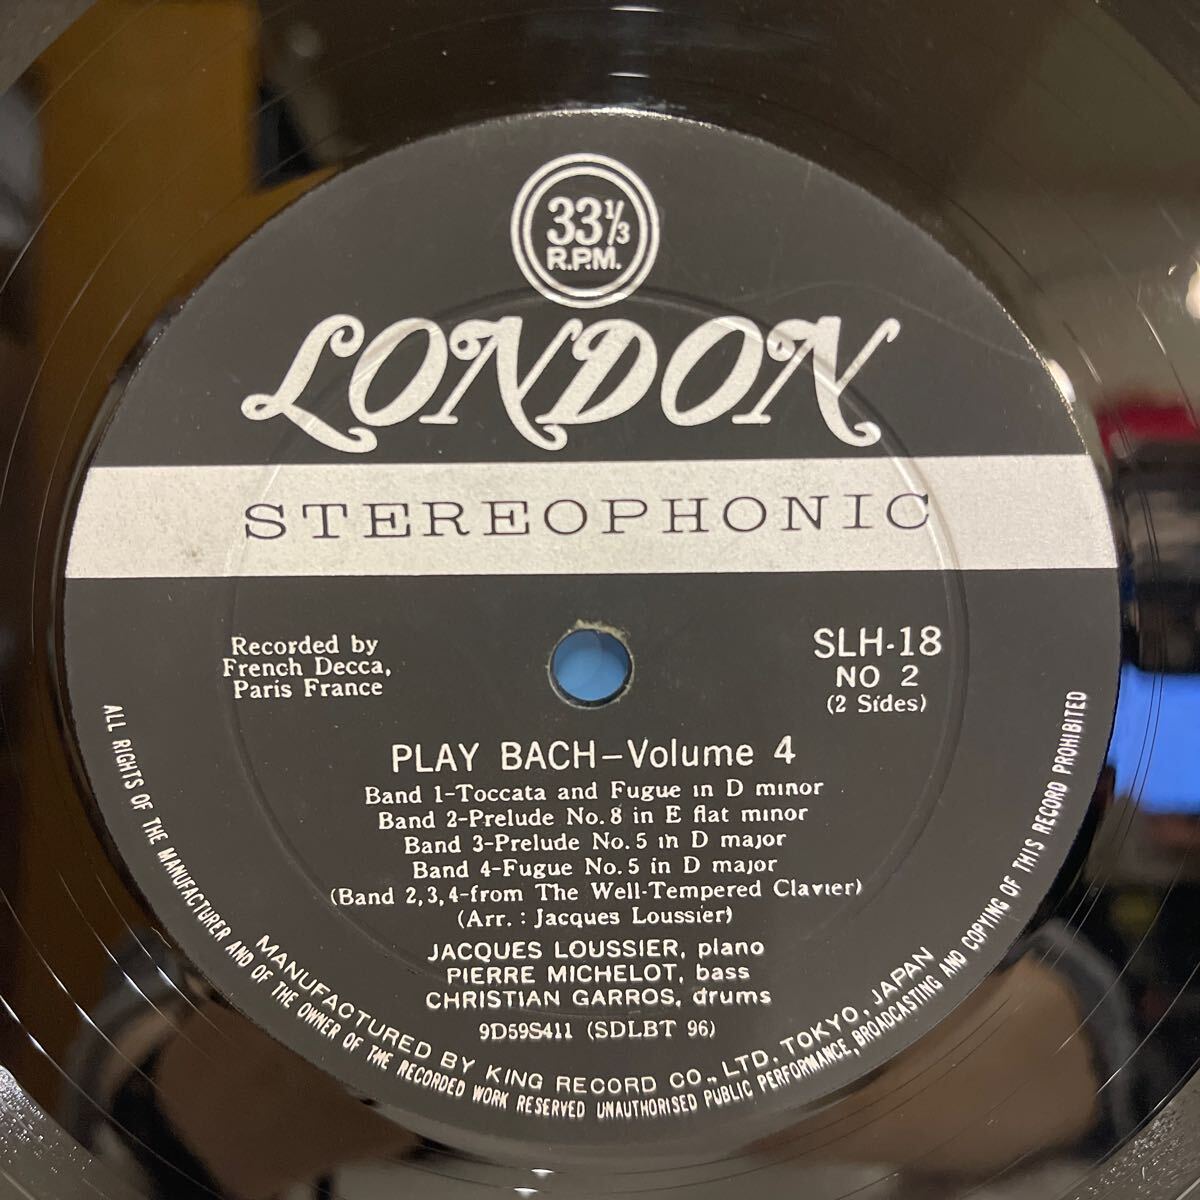 33⅓
R.P.M.
LONDON
STEREOPHONIC
Recorded by
French Decca,
Paris France
SLH-18
NO 2
(2 Sides)
PLAY BACH–Volume 4
Band 1-Toccata and Fugue in D minor
Band 2-Prelude No. 8 in E flat minor
Band 3-Prelude No. 5 in D major
Band 4-Fugue No. 5 in D major
(Band 2,3,4-from The Well-Tempered Clavier)
(Arr. : Jacques Loussier)
JACQUES LOUSSIER, piano
PIERRE MICHELOT, bass
CHRISTIAN GARROS, drums
9D59S411 (SDLBT 96)
MANUFACTURED BY KING RECORD CO., LTD. TOKYO, JAPAN
ALL RIGHTS OF THE MANUFACTURER AND OF THE OWNER OF THE RECORDED WORK RESERVED UNAUTHORISED PUBLIC PERFORMANCE, BROADCASTING AND COPYING OF THIS RECORD PROHIBITED